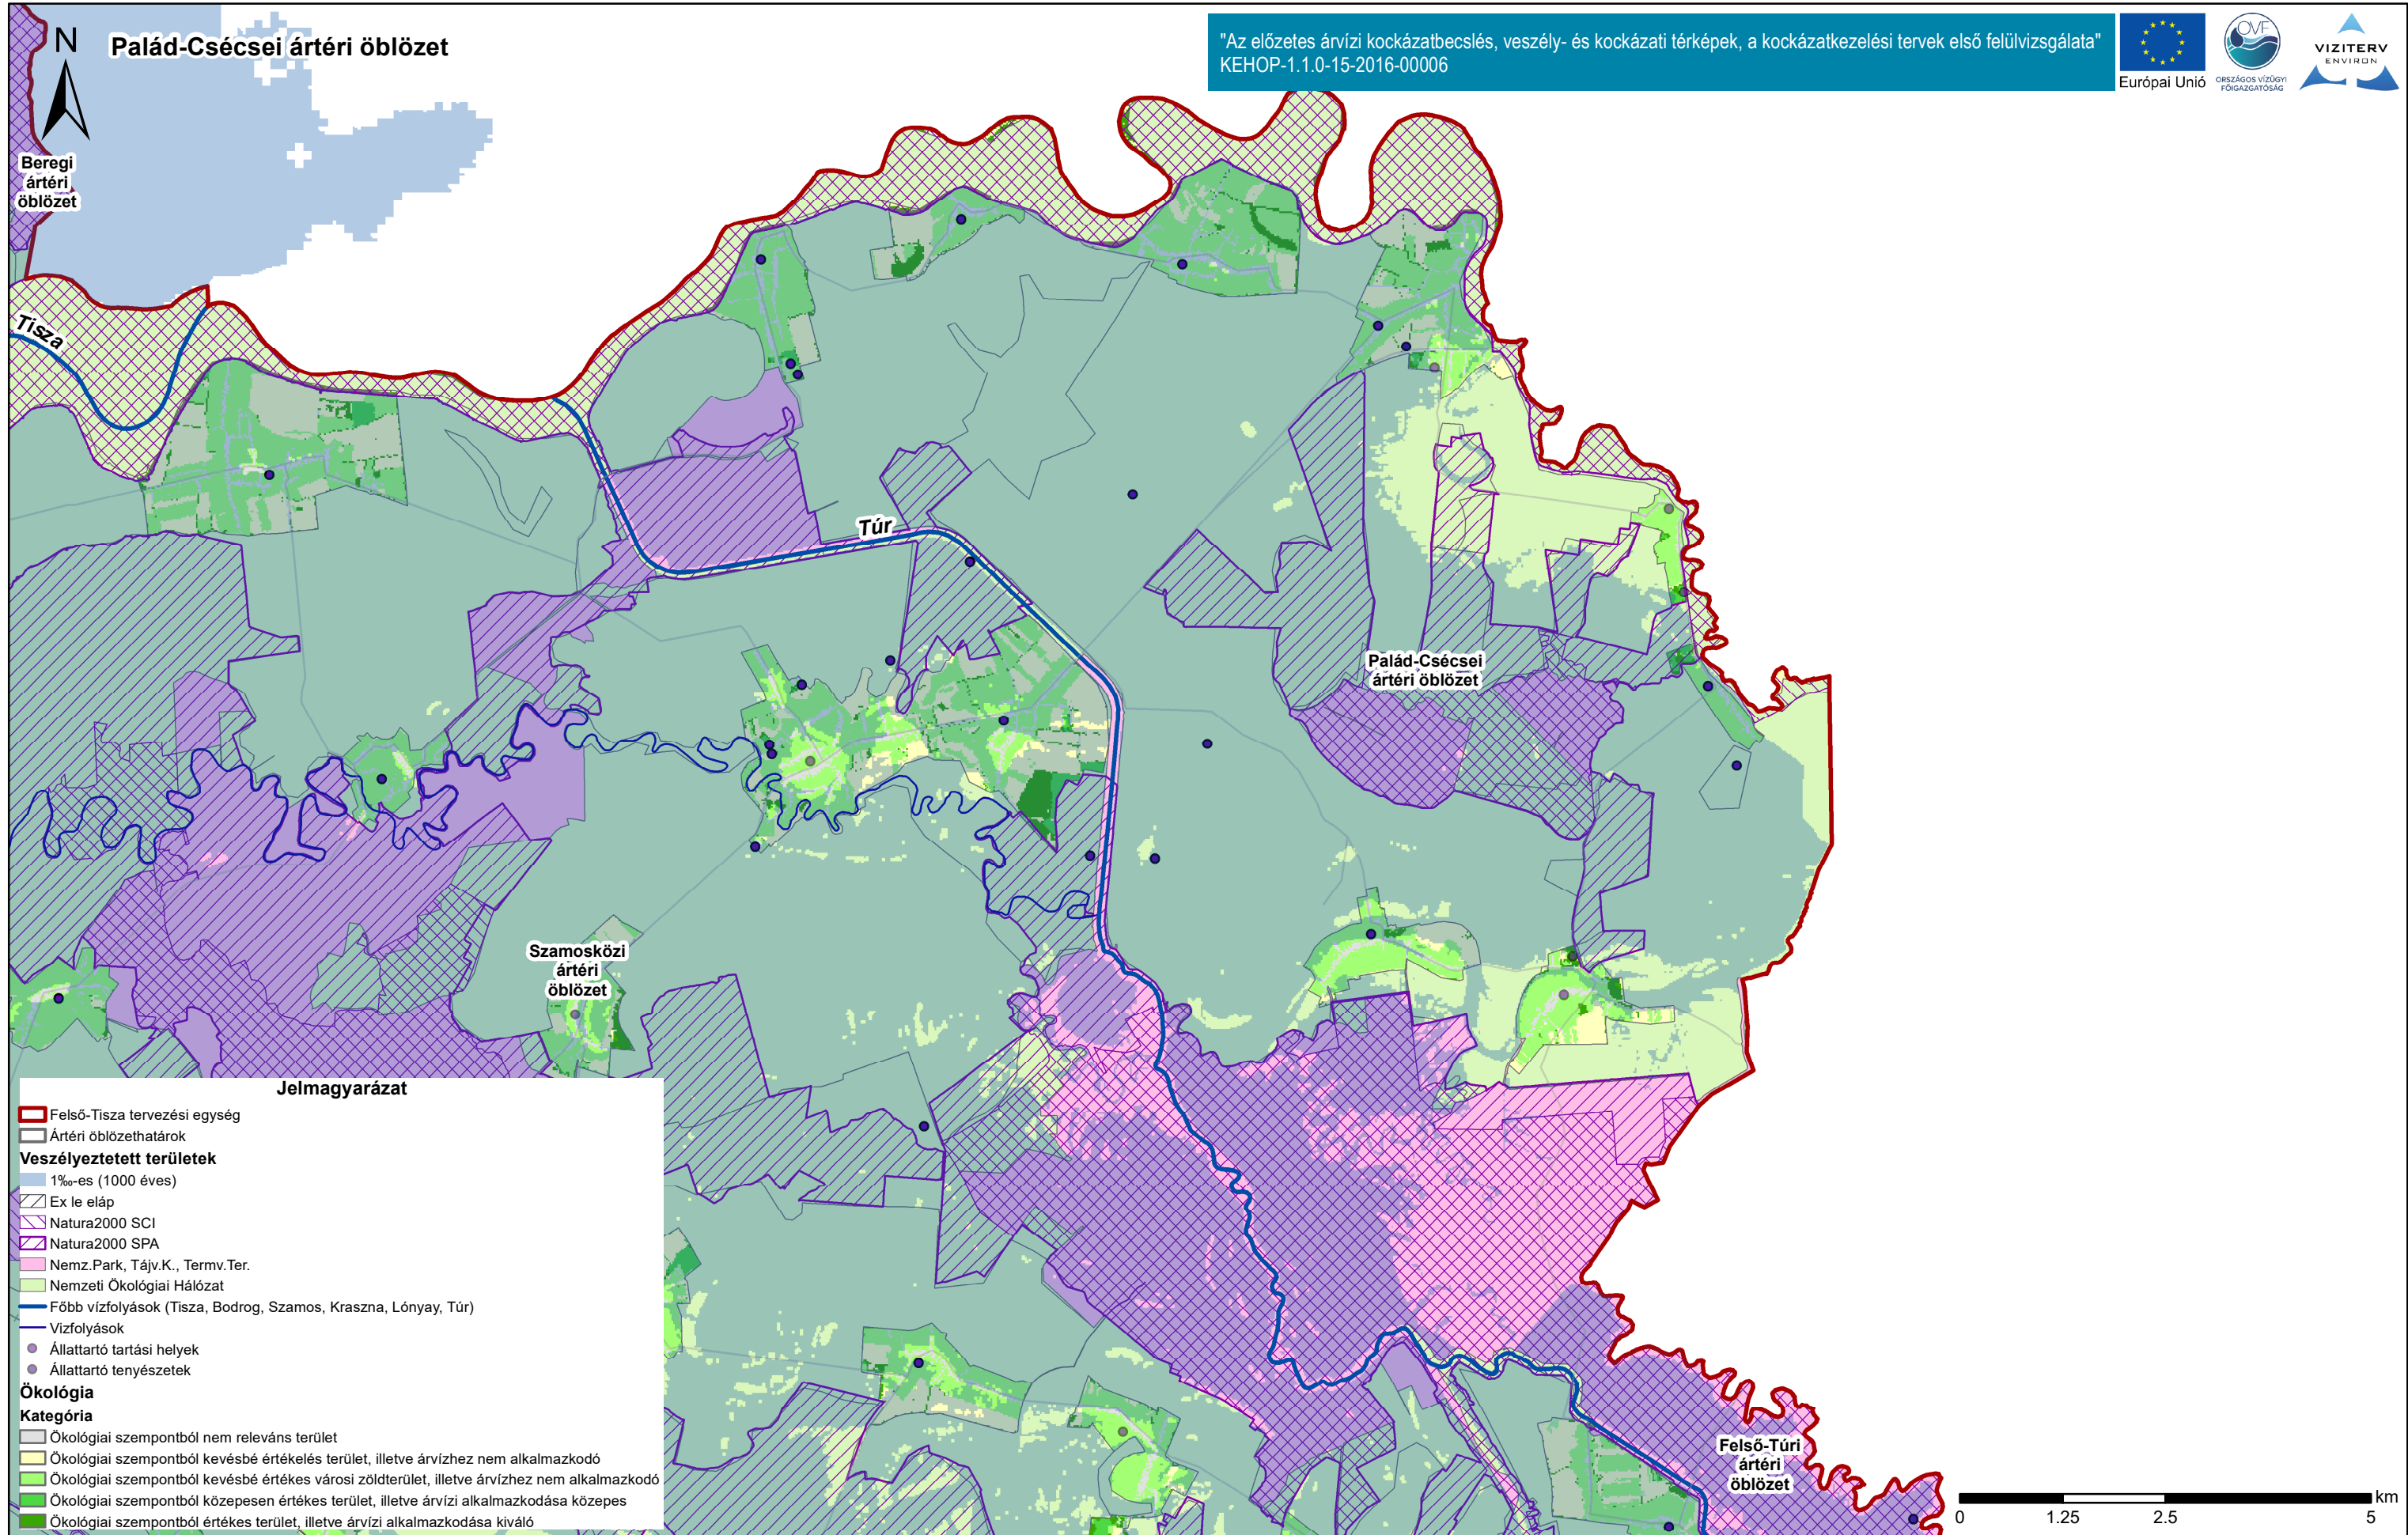 N
Palád-Csécsei ártéri öblözet
"Az előzetes árvízi kockázatbecslés, veszély- és kockázati térképek, a kockázatkezelési tervek első felülvizsgálata"
KEHOP-1.1.0-15-2016-00006
Európai Unió
OVF
ORSZÁGOS VÍZÜGYI
FŐIGAZGATÓSÁG
VIZITERV
ENVIRON
Beregi
ártéri
öblözet
Tisza
Túr
Palád-Csécsei
ártéri öblözet
Szamosközi
ártéri
öblözet
Felső-Túri
ártéri
öblözet
Jelmagyarázat
Felső-Tisza tervezési egység
Ártéri öblözethatárok
Veszélyeztetett területek
1‰-es (1000 éves)
Ex le eláp
Natura2000 SCI
Natura2000 SPA
Nemz.Park, Tájv.K., Termv.Ter.
Nemzeti Ökológiai Hálózat
Főbb vízfolyások (Tisza, Bodrog, Szamos, Kraszna, Lónyay, Túr)
Vizfolyások
Állattartó tartási helyek
Állattartó tenyészetek
Ökológia
Kategória
Ökológiai szempontból nem releváns terület
Ökológiai szempontból kevésbé értékelés terület, illetve árvízhez nem alkalmazkodó
Ökológiai szempontból kevésbé értékes városi zöldterület, illetve árvízhez nem alkalmazkodó
Ökológiai szempontból közepesen értékes terület, illetve árvízi alkalmazkodása közepes
Ökológiai szempontból értékes terület, illetve árvízi alkalmazkodása kiváló
km
0 1.25 2.5 5